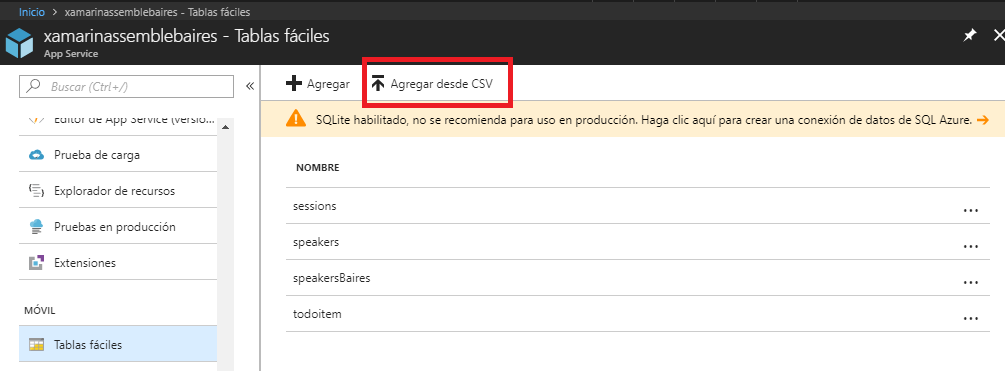 Inicio > xamarinassemblebaires - Tablas fáciles
xamarinassemblebaires - Tablas fáciles
App Service
Buscar (Ctrl+/)
«
Editor de App Service (versio...
Prueba de carga
Explorador de recursos
Pruebas en producción
Extensiones
MÓVIL
Tablas fáciles
Agregar
Agregar desde CSV
SQLite habilitado, no se recomienda para uso en producción. Haga clic aquí para crear una conexión de datos de SQL Azure. →
NOMBRE
sessions ...
speakers ...
speakersBaires ...
todoitem ...